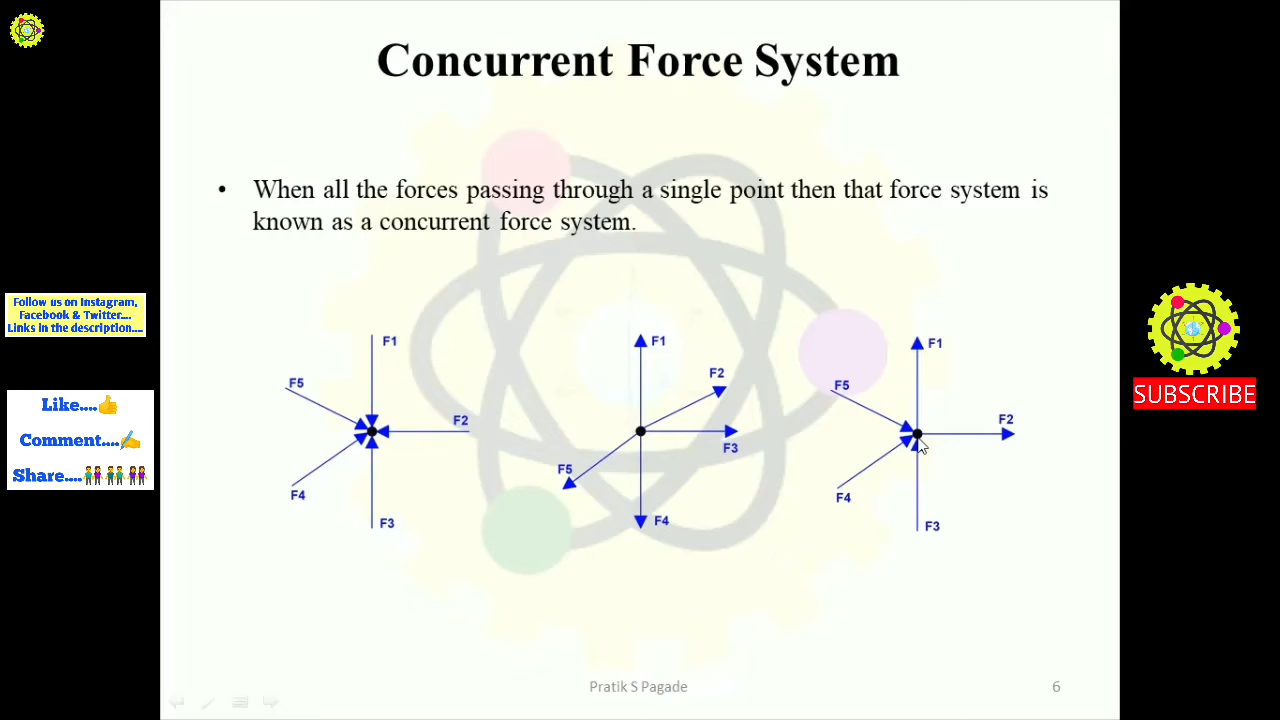 Concurrent Force System
• When all the forces passing through a single point then that force system is
known as a concurrent force system.
Follow us on Instagram,
Facebook & Twitter....
Links in the description....
Like....👍
Comment....✍
Share....👬👬👭
SUBSCRIBE
F1
F5
F2
F4
F3
F1
F2
F3
F5
F4
F1
F5
F2
F4
F3
Pratik S Pagade
6